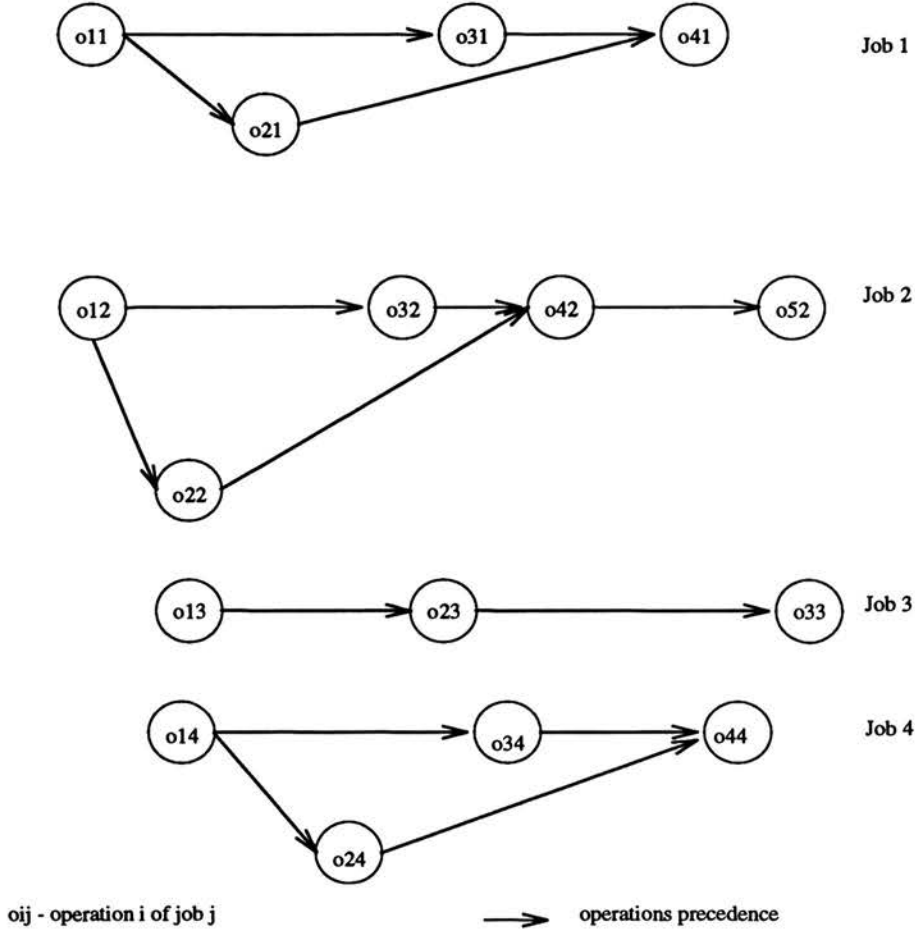 o11 o31 o41 Job 1
o21
o12 o32 o42 o52 Job 2
o22
o13 o23 o33 Job 3
o14 o34 o44 Job 4
o24
oij - operation i of job j operations precedence